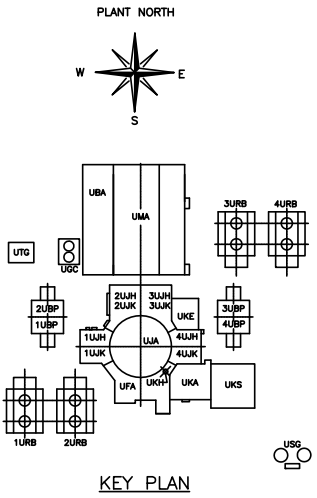 PLANT NORTH
W
E
S
UBA
UMA
3URB
4URB
UTG
UGC
2UJH
2UJK
3UJH
3UJK
UKE
2UBP
1UBP
3UBP
4UBP
1UJH
1UJK
UJA
4UJH
4UJK
UFA
UKH
UKA
UKS
1URB
2URB
USG
KEY PLAN